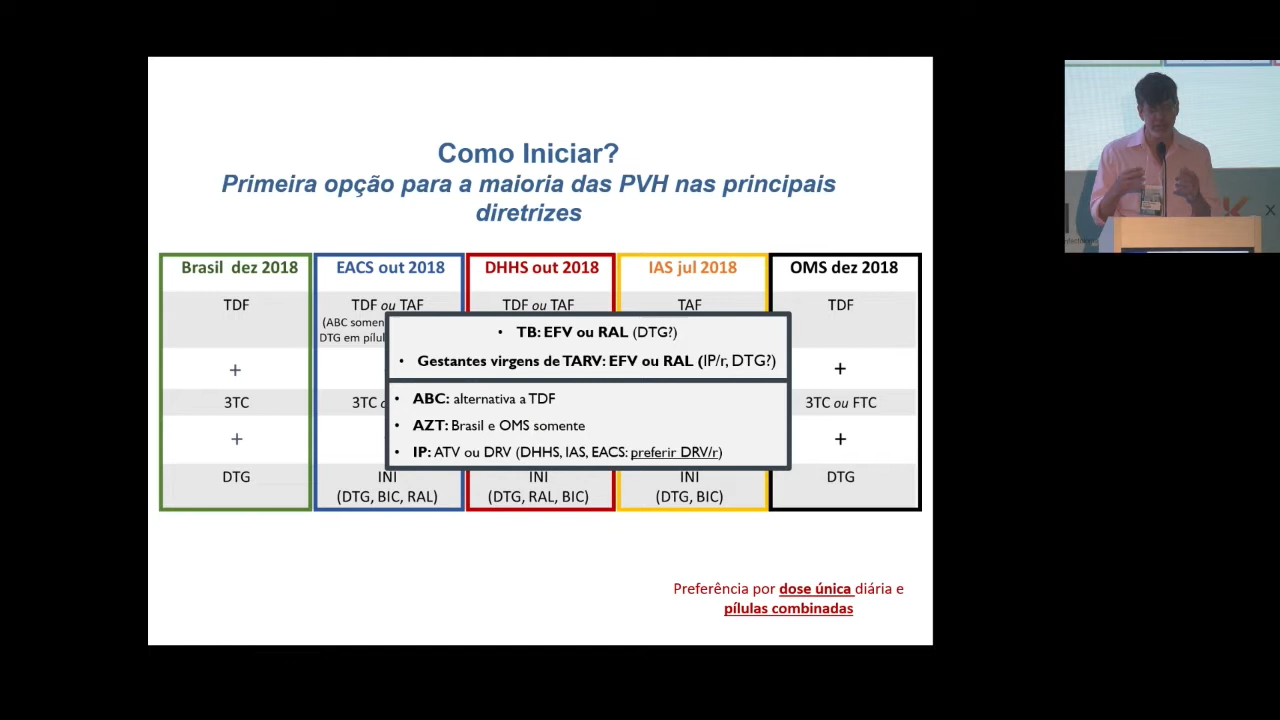 Como Iniciar?
Primeira opção para a maioria das PVH nas principais
diretrizes
Brasil dez 2018
EACS out 2018
DHHS out 2018
IAS jul 2018
OMS dez 2018
TDF
TDF ou TAF
TDF ou TAF
TAF
TDF
(ABC
DTG em
• TB: EFV ou RAL (DTG?)
• Gestantes virgens de TARV: EFV ou RAL (IP/r, DTG?)
+
+
3TC
3TC
3TC ou FTC
• ABC: alternativa a TDF
• AZT: Brasil e OMS somente
• IP: ATV ou DRV (DHHS, IAS, EACS: preferir DRV/r)
+
+
DTG
INI
(DTG, BIC, RAL)
INI
(DTG, RAL, BIC)
INI
(DTG, BIC)
DTG
Preferência por dose única diária e
pílulas combinadas